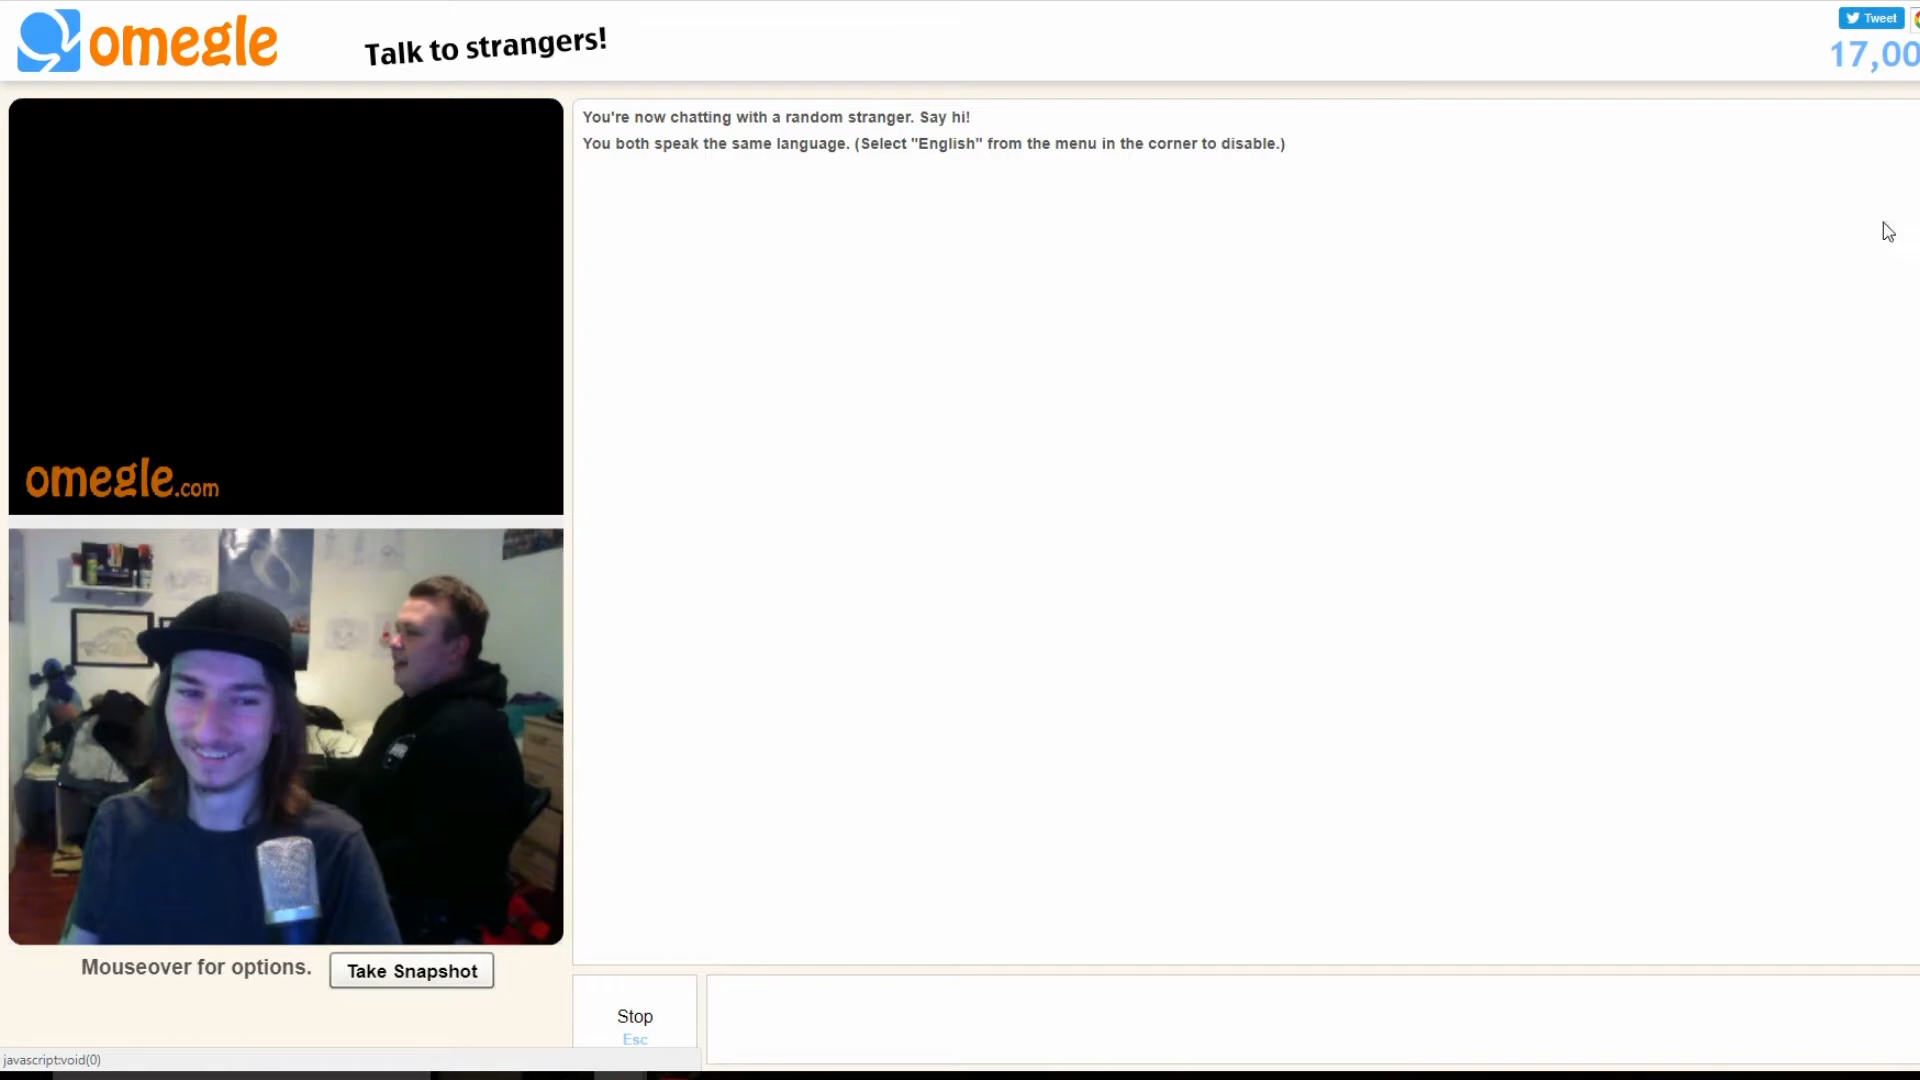 omegle
Talk to strangers!
Tweet
17,00
You're now chatting with a random stranger. Say hi!
You both speak the same language. (Select "English" from the menu in the corner to disable.)
omegle.com
Mouseover for options.
Take Snapshot
Stop
Esc
javascript:void(0)